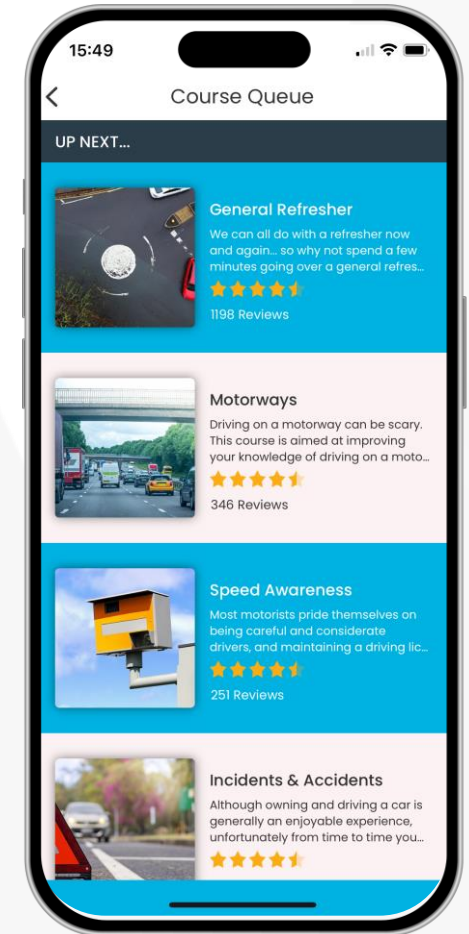 15:49
Course Queue
UP NEXT...
General Refresher
We can all do with a refresher now
and again... so why not spend a few
minutes going over a general refres...
1198 Reviews
Motorways
Driving on a motorway can be scary.
This course is aimed at improving
your knowledge of driving on a moto...
346 Reviews
Speed Awareness
Most motorists pride themselves on
being careful and considerate
drivers, and maintaining a driving lic...
251 Reviews
Incidents & Accidents
Although owning and driving a car is
generally an enjoyable experience,
unfortunately from time to time you...